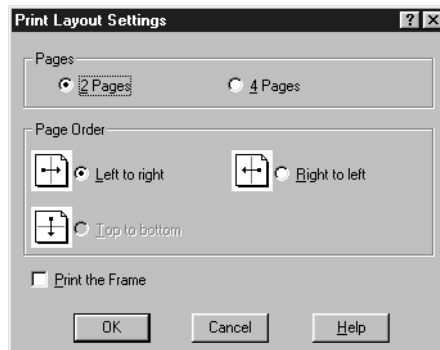 Print Layout Settings
Pages
2 Pages 4 Pages
Page Order
Left to right Right to left
Top to bottom
Print the Frame
OK Cancel Help